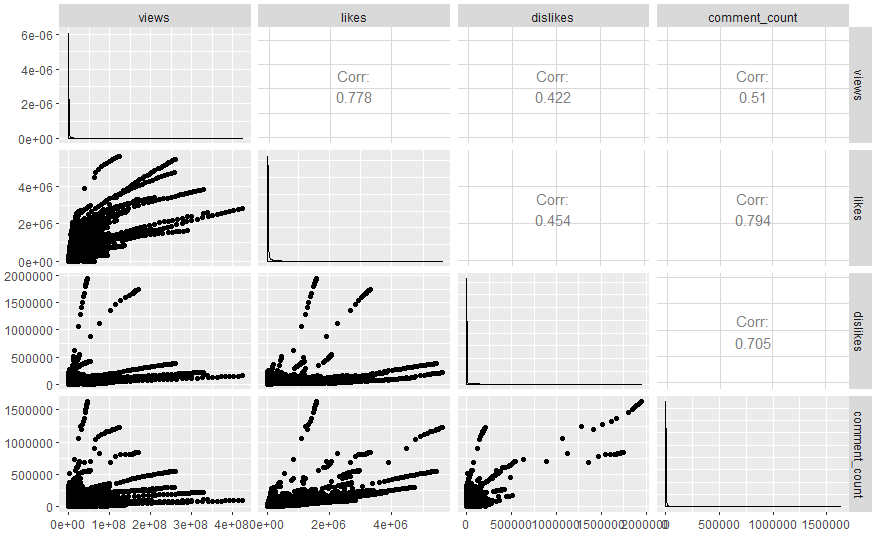 views
likes
dislikes
comment_count
6e-06
4e-06
2e-06
0e+00
Corr:
0.778
Corr:
0.422
Corr:
0.51
views
4e+06
2e+06
0e+00
Corr:
0.454
Corr:
0.794
likes
2000000
1500000
1000000
500000
0
Corr:
0.705
dislikes
1500000
1000000
500000
0
comment_count
0e+00 1e+08 2e+08 3e+08 4e+08
0e+00 2e+06 4e+06
0 500000 1000000 1500000 2000000
0 500000 1000000 1500000